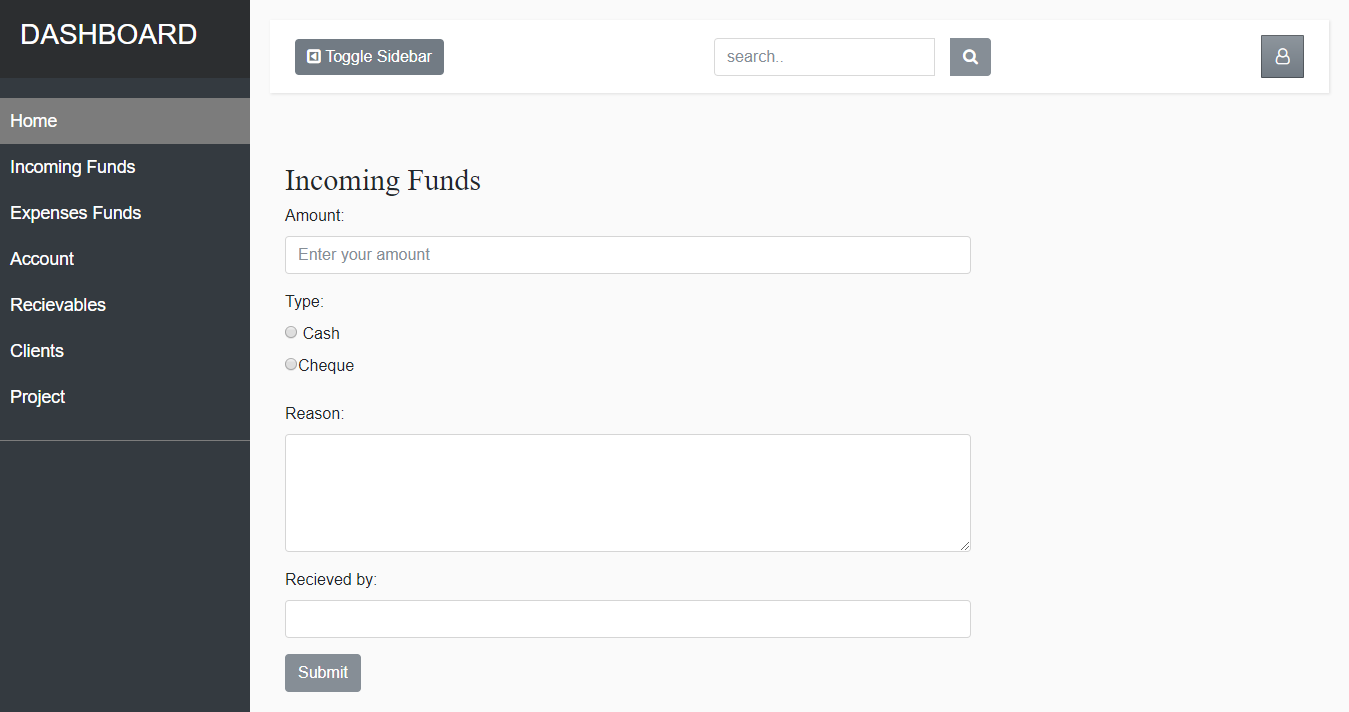 DASHBOARD
Home
Incoming Funds
Expenses Funds
Account
Recievables
Clients
Project
Toggle Sidebar
search..
Incoming Funds
Amount:
Enter your amount
Type:
Cash
Cheque
Reason:
Recieved by:
Submit